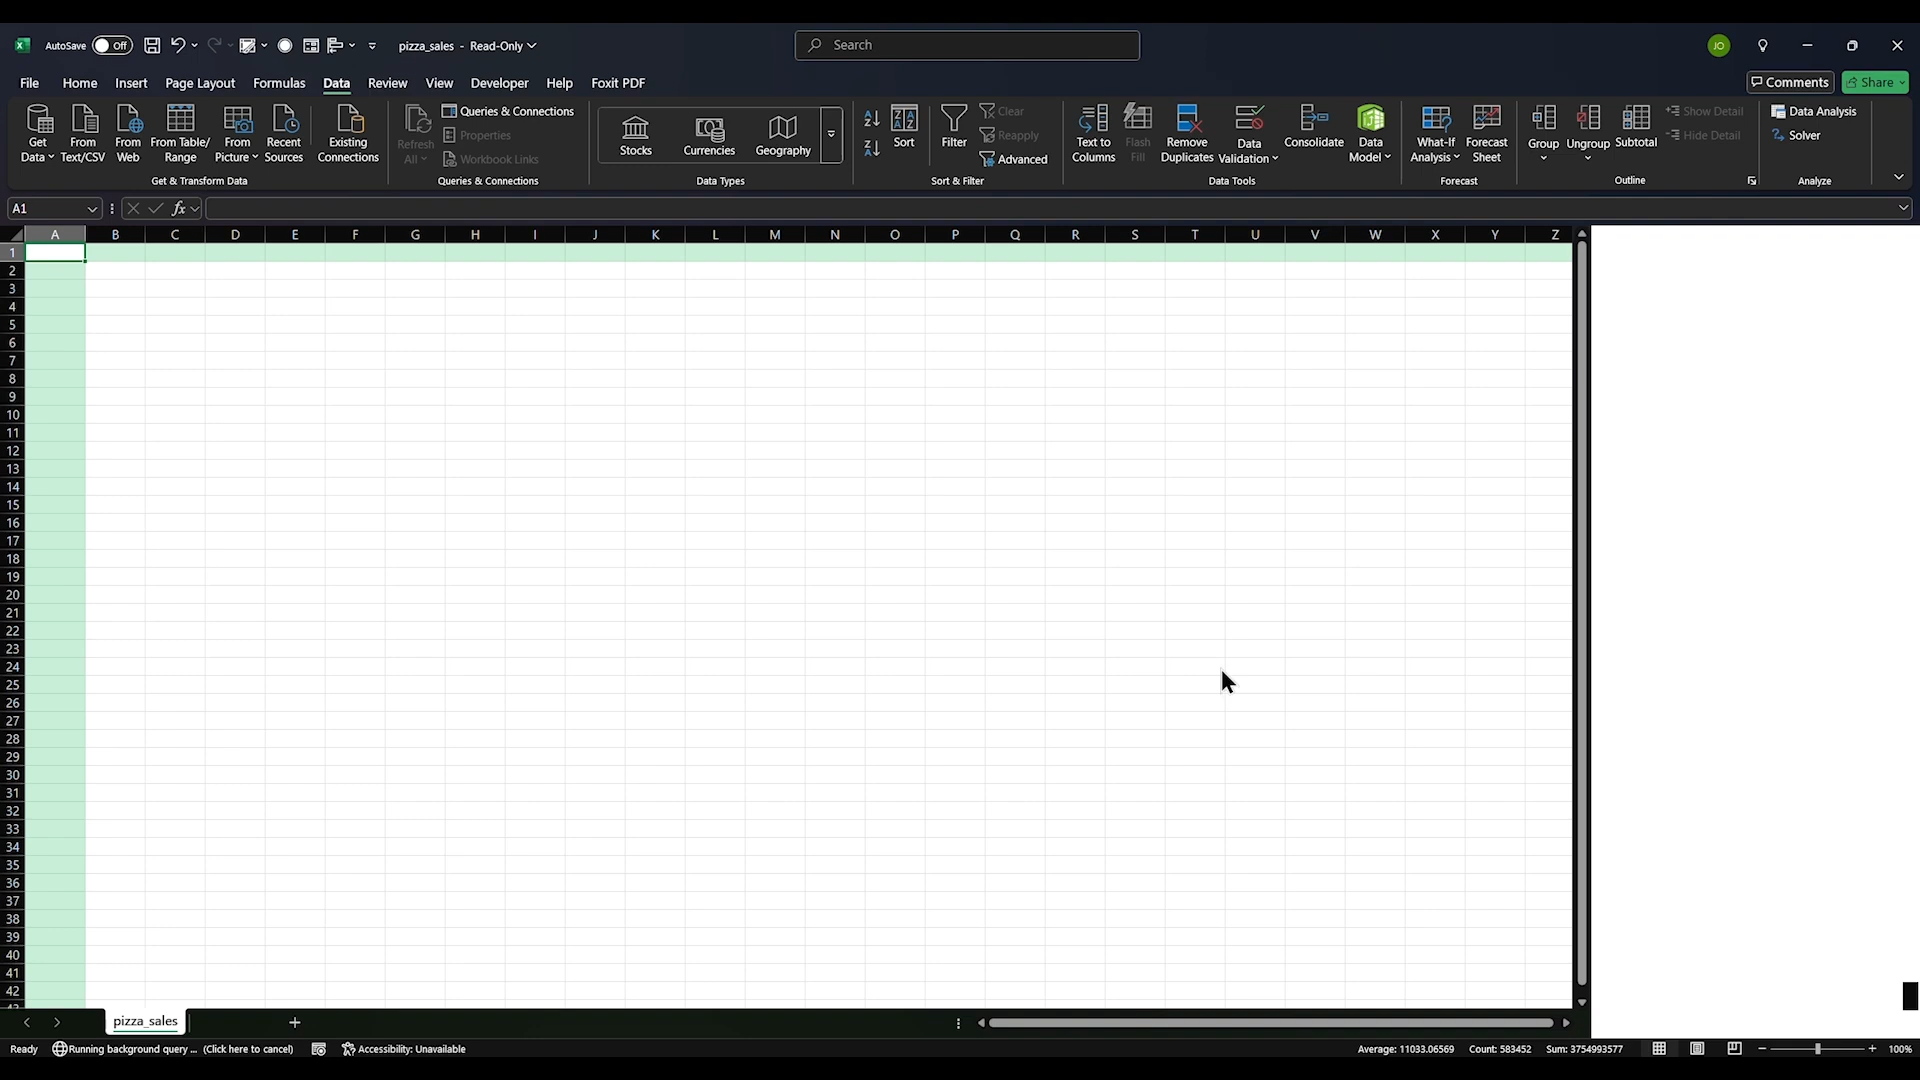 AutoSave Off pizza_sales - Read-Only Search JO
File Home Insert Page Layout Formulas Data Review View Developer Help Foxit PDF Comments Share
Get Data
From Text/CSV
From Web
From Table/ Range
From Picture
Recent Sources
Existing Connections
Get & Transform Data
Refresh All
Queries & Connections
Properties
Workbook Links
Queries & Connections
Stocks Currencies Geography
Data Types
Sort
Filter
Clear
Reapply
Advanced
Sort & Filter
Text to Columns
Flash Fill
Remove Duplicates
Data Validation
Consolidate
Data Model
Data Tools
What-If Analysis
Forecast Sheet
Forecast
Group
Ungroup
Subtotal
Show Detail
Hide Detail
Outline
Data Analysis
Solver
Analyze
A1 fx
A B C D E F G H I J K L M N O P Q R S T U V W X Y Z
1
2
3
4
5
6
7
8
9
10
11
12
13
14
15
16
17
18
19
20
21
22
23
24
25
26
27
28
29
30
31
32
33
34
35
36
37
38
39
40
41
42
pizza_sales
Ready Running background query ... (Click here to cancel) Accessibility: Unavailable Average: 11033.06569 Count: 583452 Sum: 3754993577 100%